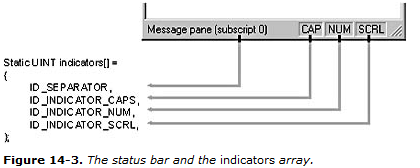 Message pane (subscript 0) CAP NUM SCRL
Static UINT indicators[] =
{
ID_SEPARATOR,
ID_INDICATOR_CAPS,
ID_INDICATOR_NUM,
ID_INDICATOR_SCRL,
};
Figure 14-3. The status bar and the indicators array.